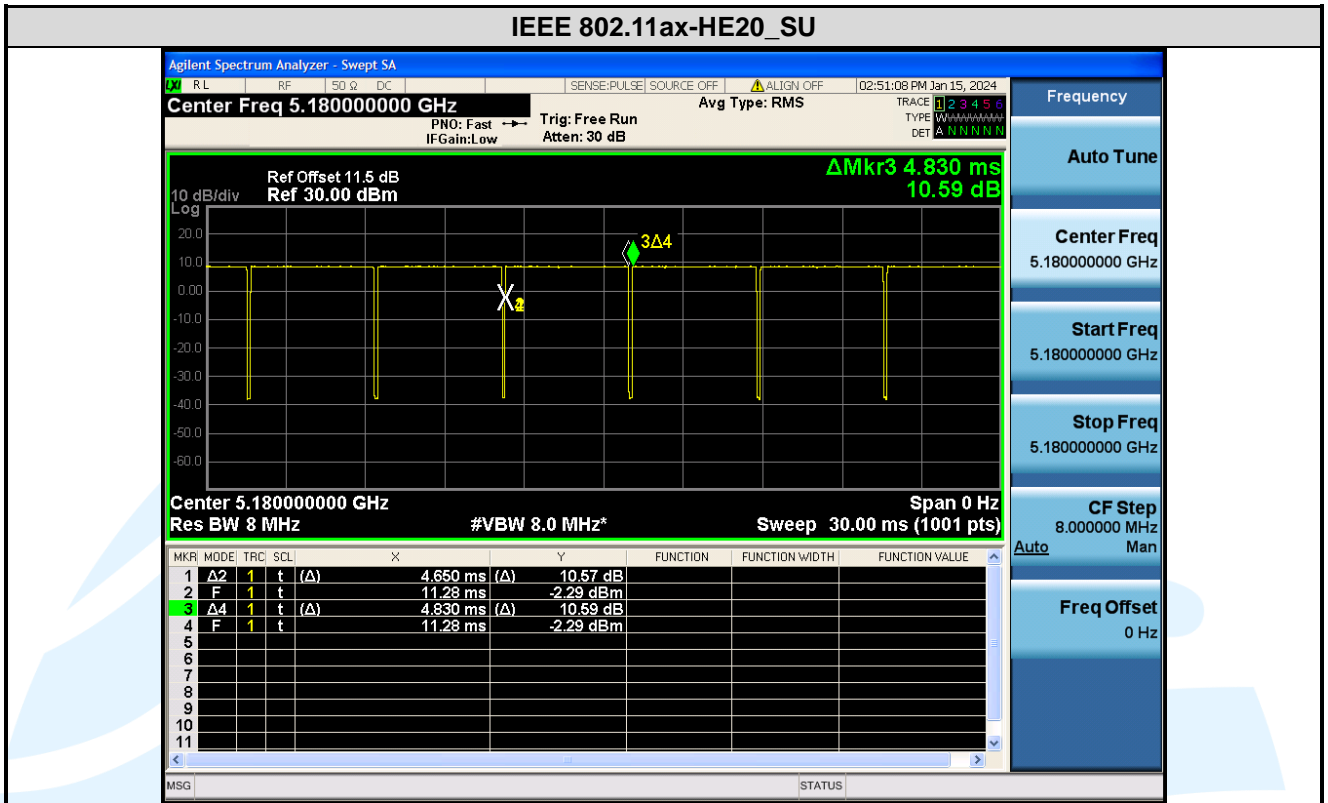 IEEE 802.11ax-HE20_SU
Agilent Spectrum Analyzer - Swept SA
LXI RL RF 50 Ω DC SENSE:PULSE SOURCE OFF ⚠ALIGN OFF 02:51:08 PM Jan 15, 2024
Center Freq 5.180000000 GHz
PNO: Fast
IFGain:Low
Trig: Free Run
Atten: 30 dB
Avg Type: RMS
TRACE 1 2 3 4 5 6
TYPE WWWWWW
DET A N N N N N
ΔMkr3 4.830 ms
10.59 dB
Ref Offset 11.5 dB
10 dB/div Ref 30.00 dBm
Log
20.0
10.0
0.00
-10.0
-20.0
-30.0
-40.0
-50.0
-60.0
3Δ4
X
Center 5.180000000 GHz Span 0 Hz
Res BW 8 MHz #VBW 8.0 MHz* Sweep 30.00 ms (1001 pts)
MKR MODE TRC SCL X Y FUNCTION FUNCTION WIDTH FUNCTION VALUE
1 Δ2 1 t (Δ) 4.650 ms (Δ) 10.57 dB
2 F 1 t 11.28 ms -2.29 dBm
3 Δ4 1 t (Δ) 4.830 ms (Δ) 10.59 dB
4 F 1 t 11.28 ms -2.29 dBm
5
6
7
8
9
10
11
MSG STATUS
Frequency
Auto Tune
Center Freq
5.180000000 GHz
Start Freq
5.180000000 GHz
Stop Freq
5.180000000 GHz
CF Step
8.000000 MHz
Auto Man
Freq Offset
0 Hz